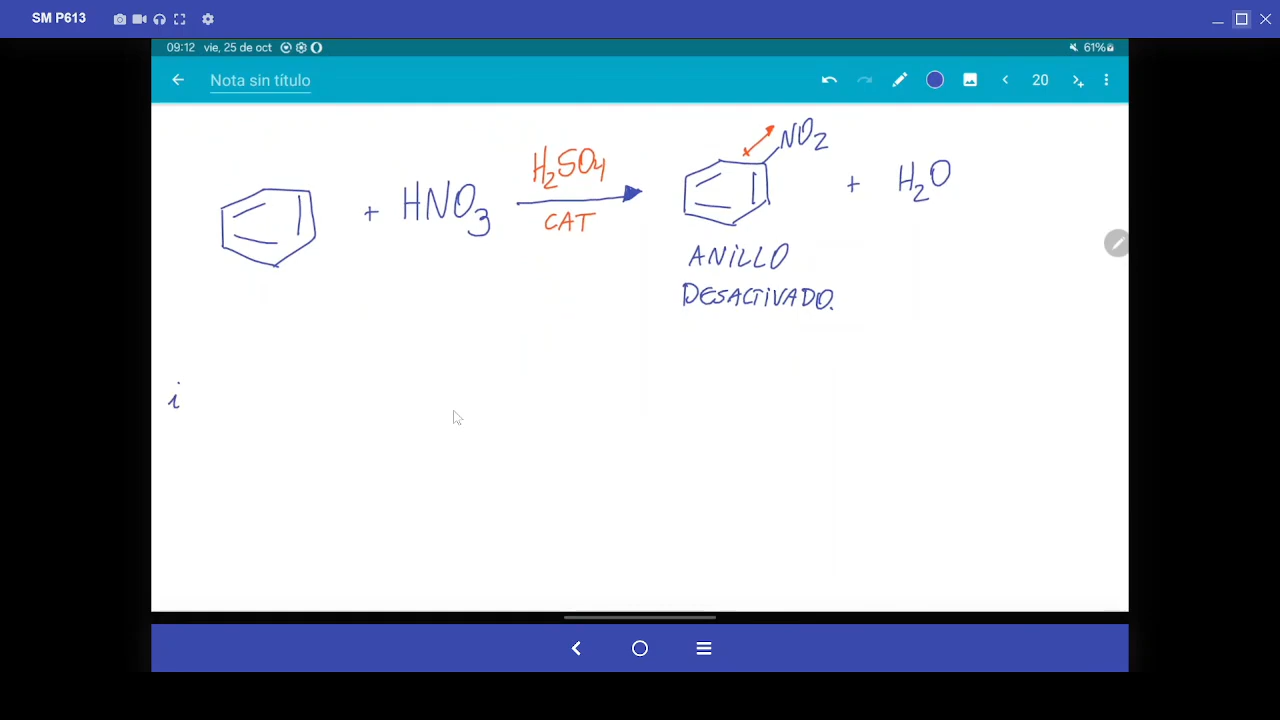 SM P613
09:12 vie, 25 de oct 61%
Nota sin título 20
+ HNO3 H2SO4 CAT NO2 + H2O
ANILLO
DESACTIVADO.
i